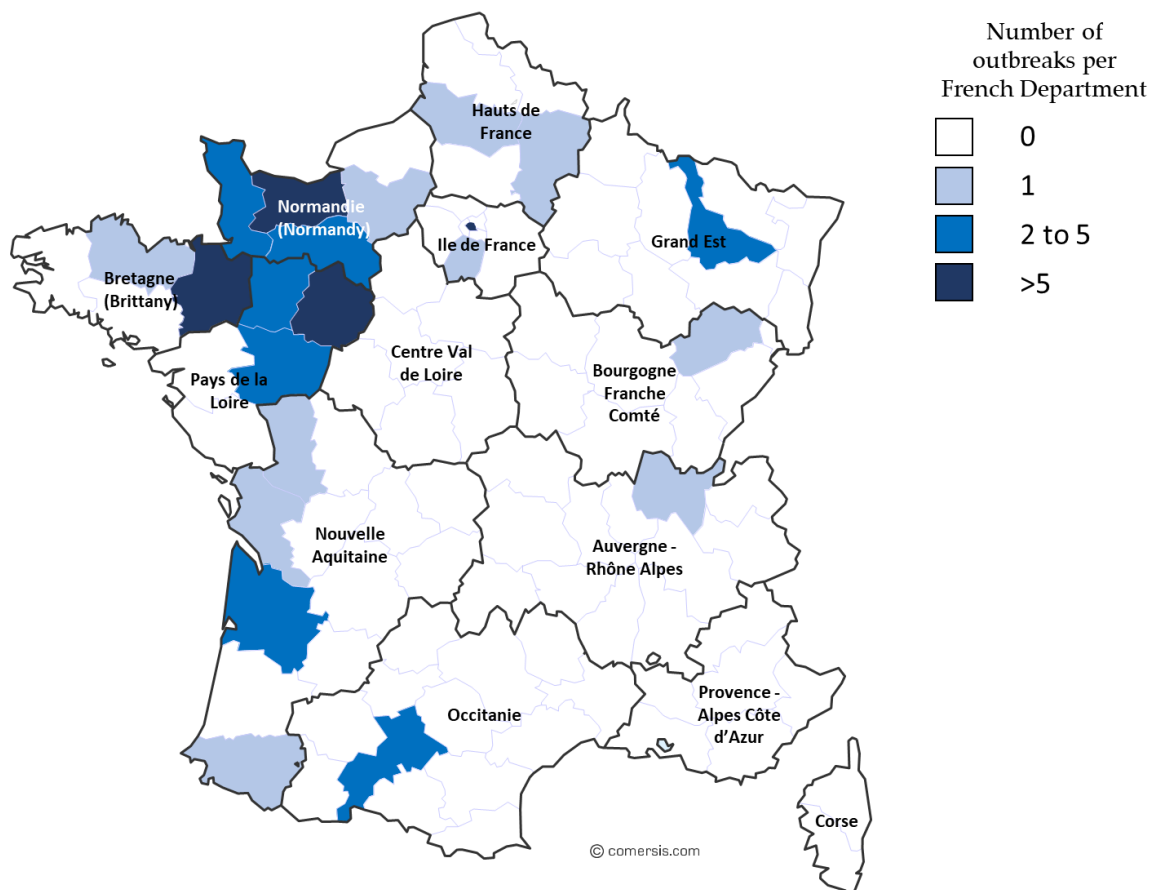 Number of
outbreaks per
French Department
0
1
2 to 5
>5
Hauts de
France
Normandie
(Normandy)
Ile de France
Grand Est
Bretagne
(Brittany)
Pays de la
Loire
Centre Val
de Loire
Bourgogne
Franche
Comté
Nouvelle
Aquitaine
Auvergne -
Rhône Alpes
Occitanie
Provence -
Alpes Côte
d'Azur
Corse
© comersis.com